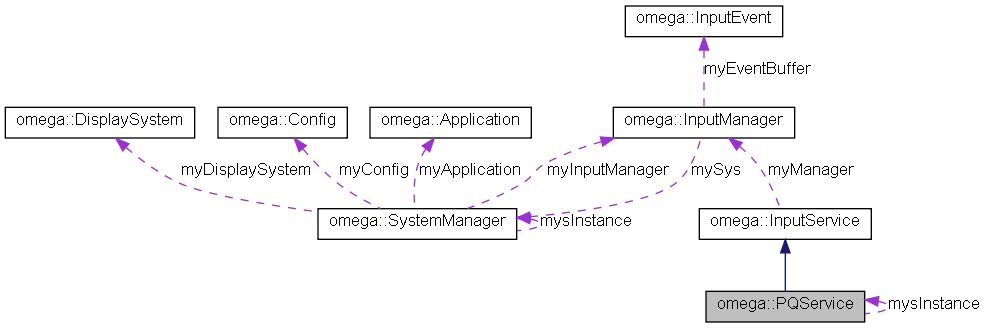 omega::InputEvent
myEventBuffer
omega::DisplaySystem
omega::Config
omega::Application
omega::InputManager
myDisplaySystem
myConfig
myApplication
myInputManager
mySys
myManager
omega::SystemManager
mysInstance
omega::InputService
omega::PQService
mysInstance